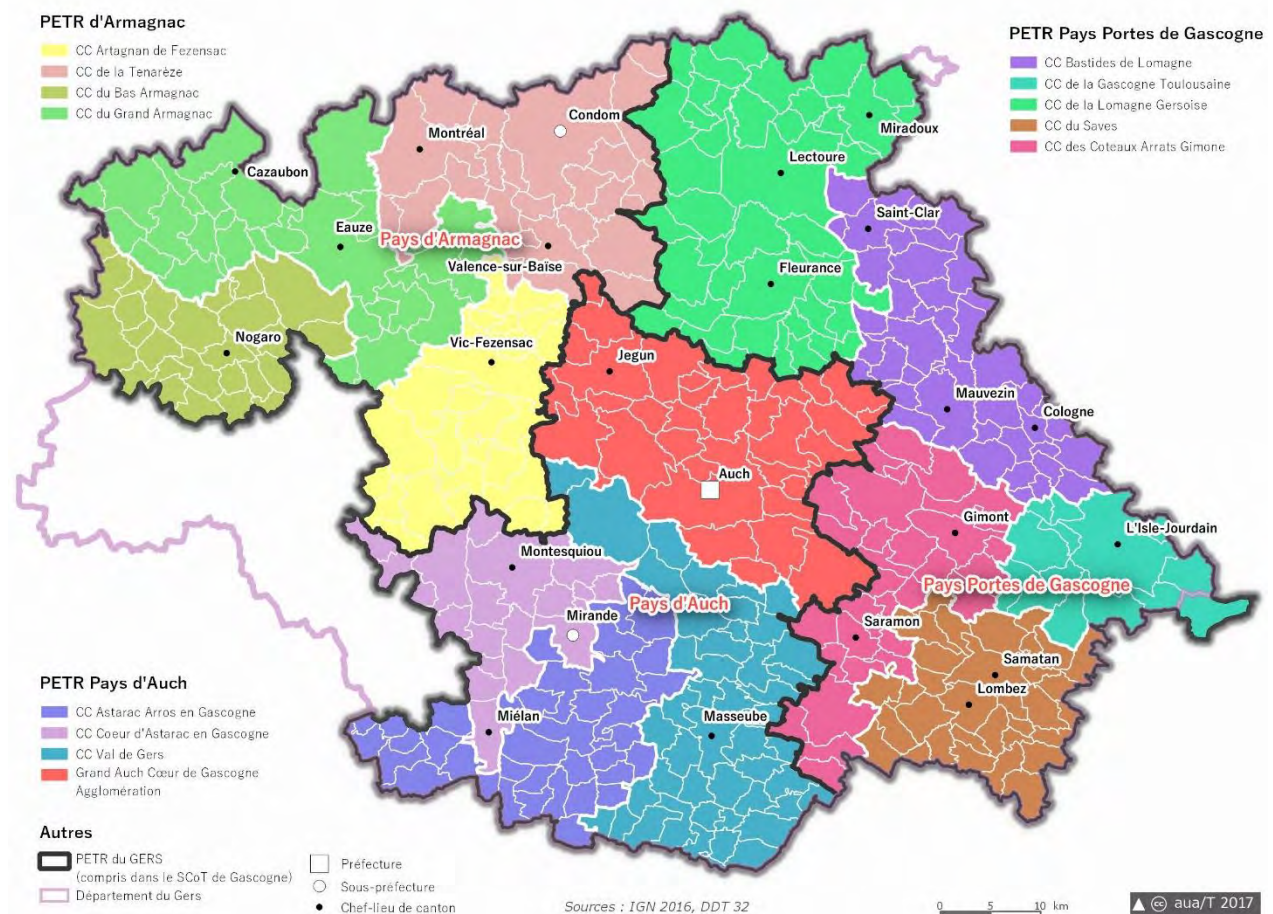 PETR d'Armagnac
CC Artagnan de Fezensac
CC de la Tenarèze
CC du Bas Armagnac
CC du Grand Armagnac
PETR Pays Portes de Gascogne
CC Bastides de Lomagne
CC de la Gascogne Toulousaine
CC de la Lomagne Gersoise
CC du Saves
CC des Coteaux Arrats Gimone
Condom
Montréal
Miradoux
Lectoure
Cazaubon
Saint-Clar
Eauze
Pays d'Armagnac
Valence-sur-Baïse
Fleurance
Nogaro
Vic-Fezensac
Jegun
Mauvezin
Cologne
Auch
Gimont
L'Isle-Jourdain
Montesquiou
Pays d'Auch
Pays Portes de Gascogne
Mirande
Saramon
Samatan
Lombez
Miélan
Masseube
PETR Pays d'Auch
CC Astarac Arros en Gascogne
CC Coeur d'Astarac en Gascogne
CC Val de Gers
Grand Auch Cœur de Gascogne
Agglomération
Autres
PETR du GERS
(compris dans le SCoT de Gascogne)
Département du Gers
Préfecture
Sous-préfecture
Chef-lieu de canton
Sources : IGN 2016, DDT 32
0 5 10 km
cc aua/T 2017